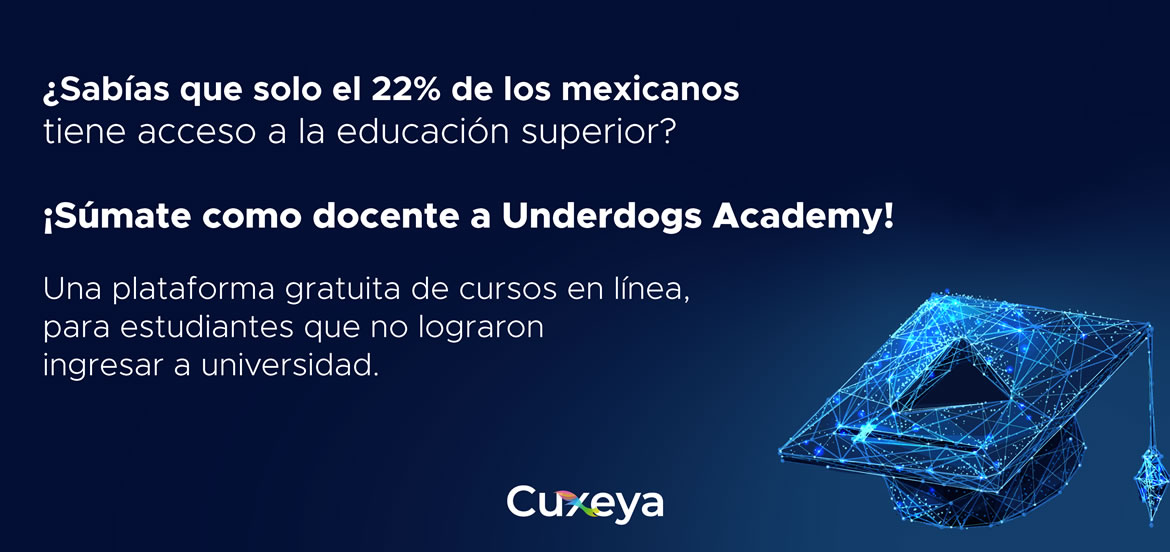 ¿Sabías que solo el 22% de los mexicanos
tiene acceso a la educación superior?
¡Súmate como docente a Underdogs Academy!
Una plataforma gratuita de cursos en línea,
para estudiantes que no lograron
ingresar a universidad.
Cuxeya